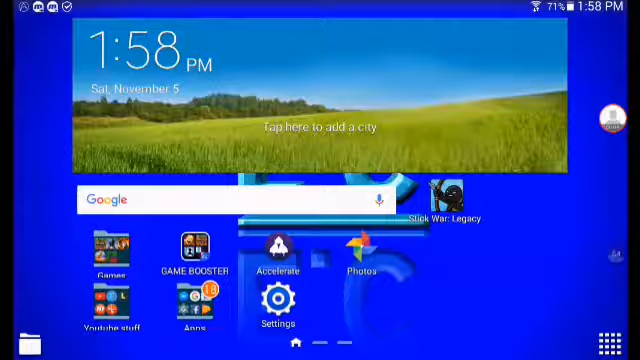 71% 1:58 PM
1:58 PM
Sat, November 5
Tap here to add a city
Google
Stick War: Legacy
Games
GAME BOOSTER
Accelerate
Photos
13
Youtube stuff
Apps
Settings